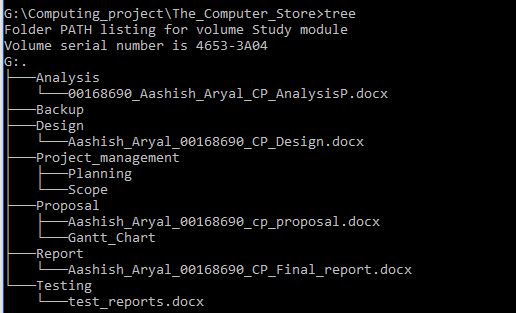 G:\Computing_project\The_Computer_Store>tree
Folder PATH listing for volume Study module
Volume serial number is 4653-3A04
G:.
├───Analysis
│   └───00168690_Aashish_Aryal_CP_AnalysisP.docx
├───Backup
├───Design
│   └───Aashish_Aryal_00168690_CP_Design.docx
├───Project_management
│   ├───Planning
│   └───Scope
├───Proposal
│   ├───Aashish_Aryal_00168690_cp_proposal.docx
│   └───Gantt_Chart
├───Report
│   └───Aashish_Aryal_00168690_CP_Final_report.docx
└───Testing
    └───test_reports.docx